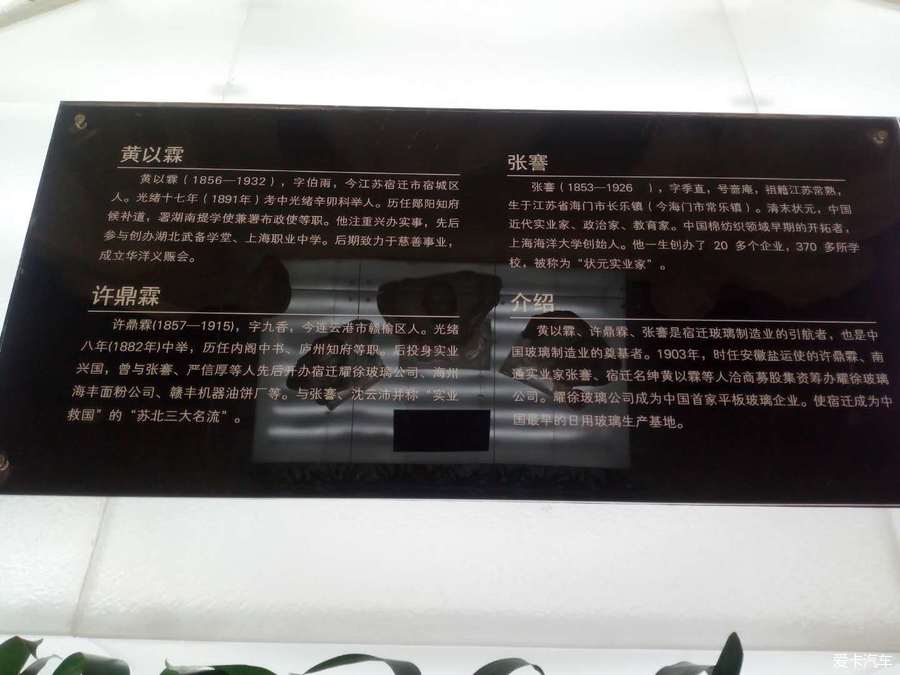 黄以霖
黄以霖(1856—1932),字伯雨,今江苏宿迁市宿城区
人。光绪十七年(1891年)考中光绪辛卯科举人。历任郧阳知府
候补道,署湖南提学使兼署布政使等职。他注重兴办实事,先后
参与创办湖北武备学堂、上海职业中学。后期致力于慈善事业,
成立华洋义赈会。
许鼎霖
许鼎霖(1857—1915),字九香,今连云港市赣榆区人。光绪
八年(1882年)中举,历任内阁中书、庐州知府等职。后投身实业
兴国,曾与张謇、严信厚等人先后开办宿迁耀徐玻璃公司、海州
海丰面粉公司、赣丰机器油饼厂等。与张謇、沈云沛并称“实业
救国”的“苏北三大名流”。
张謇
张謇(1853—1926 ),字季直,号啬庵,祖籍江苏常熟,
生于江苏省海门市长乐镇(今海门市常乐镇)。清末状元,中国
近代实业家、政治家、教育家。中国棉纺织领域早期的开拓者,
上海海洋大学创始人。他一生创办了 20 多个企业,370 多所学
校,被称为“状元实业家”。
介绍
黄以霖、许鼎霖、张謇是宿迁玻璃制造业的引航者,也是中
国玻璃制造业的奠基者。1903年,时任安徽盐运使的许鼎霖、南
通实业家张謇、宿迁名绅黄以霖等人洽商募股集资筹办耀徐玻璃
公司。耀徐玻璃公司成为中国首家平板玻璃企业。使宿迁成为中
国最早的日用玻璃生产基地。
爱卡汽车